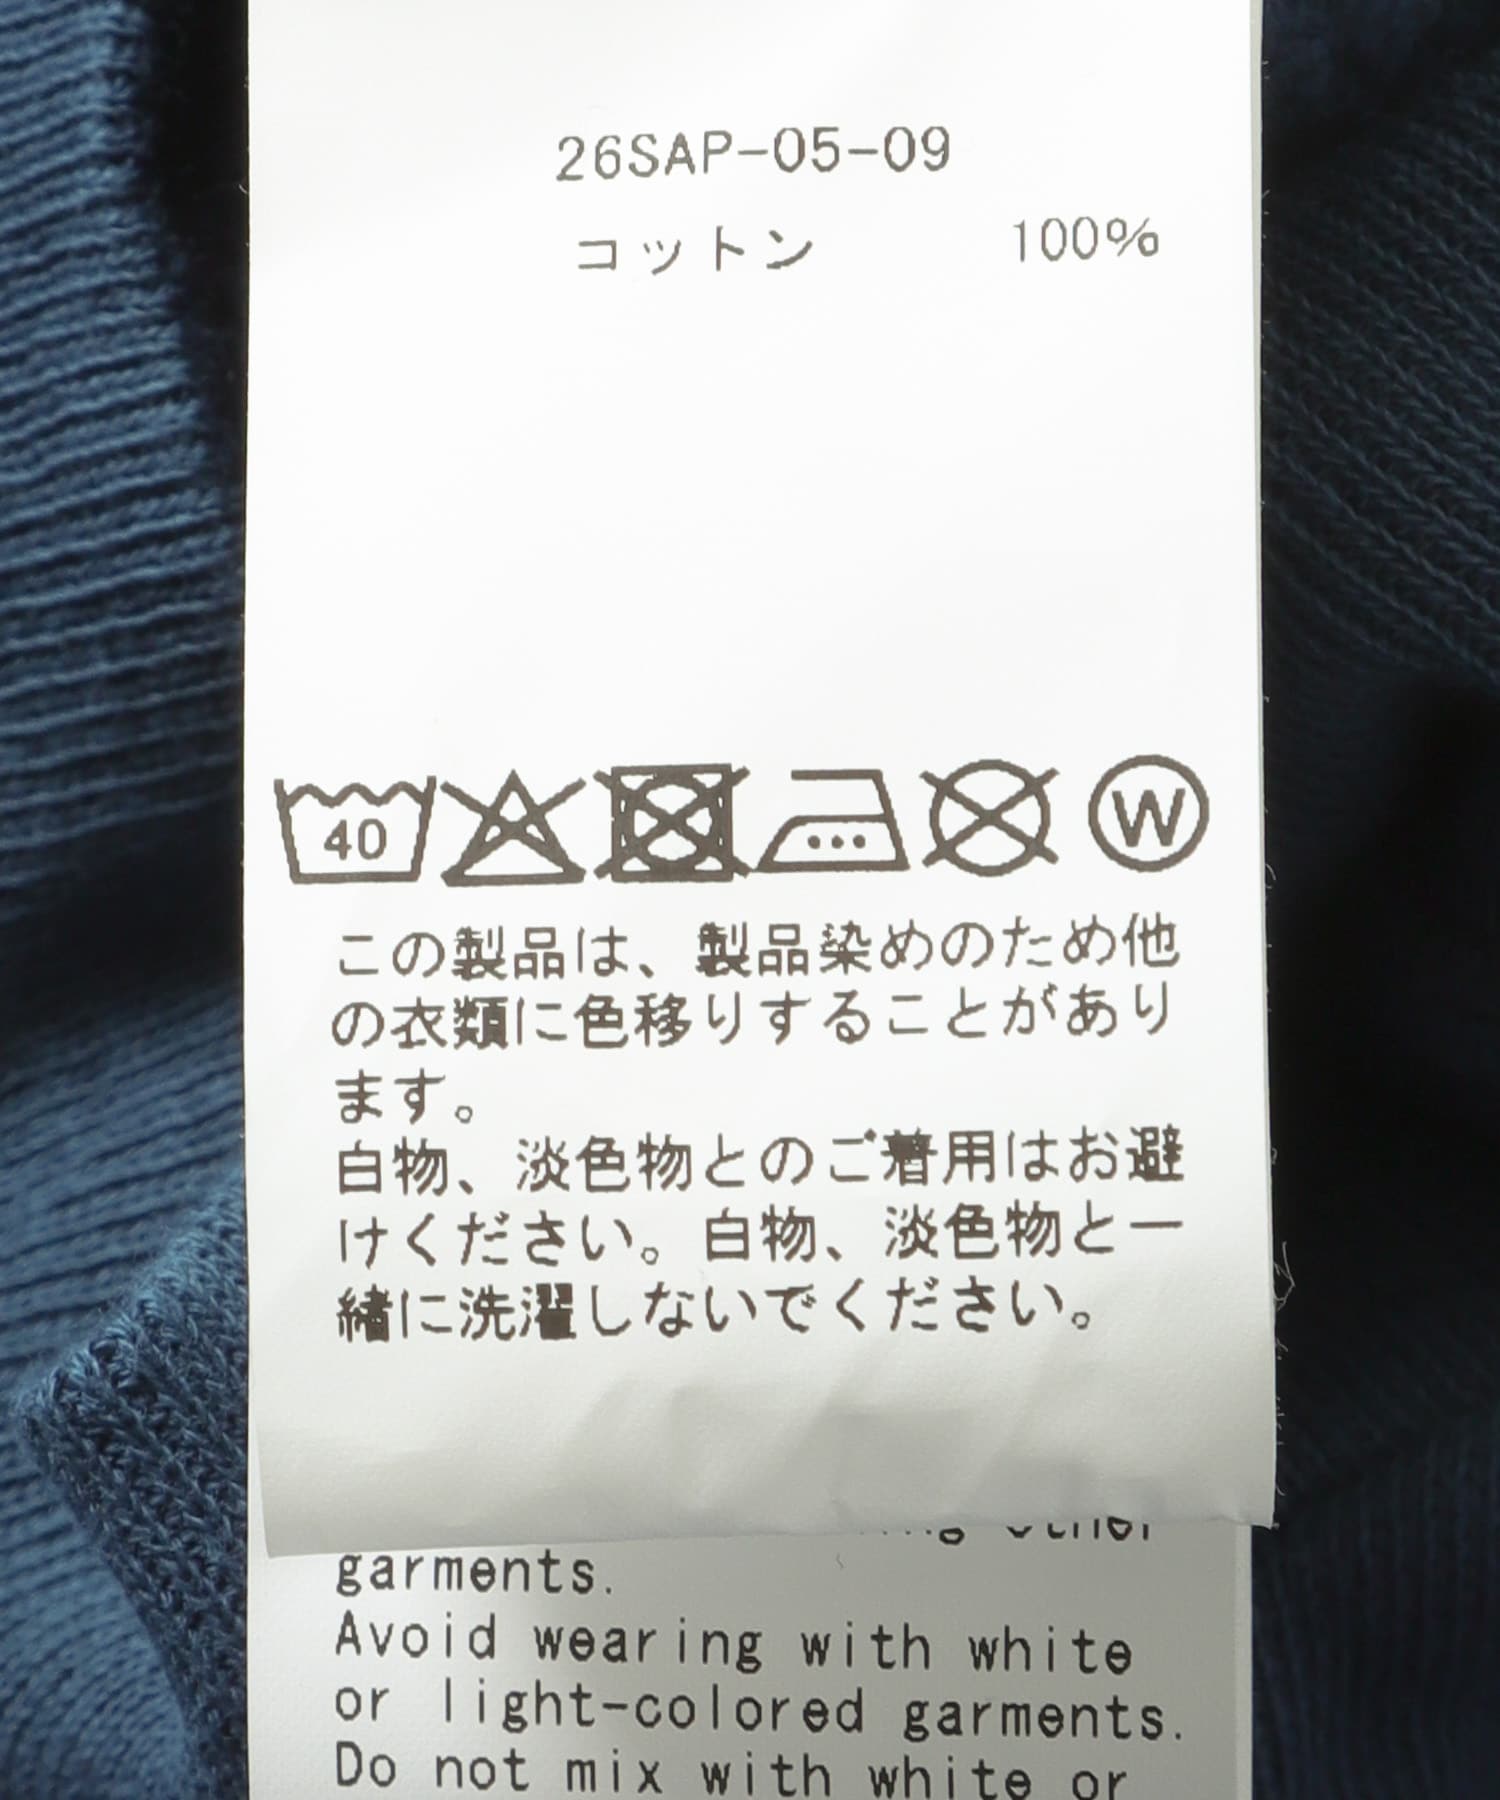 26SAP-05-09
コットン 100%
40 W
この製品は、製品染めのため他
の衣類に色移りすることがあり
ます。
白物、淡色物とのご着用はお避
けください。白物、淡色物と一
緒に洗濯しないでください。
other
garments.
Avoid wearing with white
or light-colored garments.
Do not mix with white or